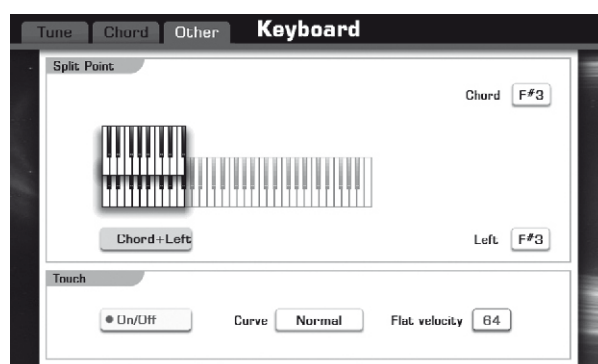 Tune Chord Other Keyboard
Split Point
Chord F#3
Chord+Left Left F#3
Touch
On/Off Curve Normal Flat velocity 64